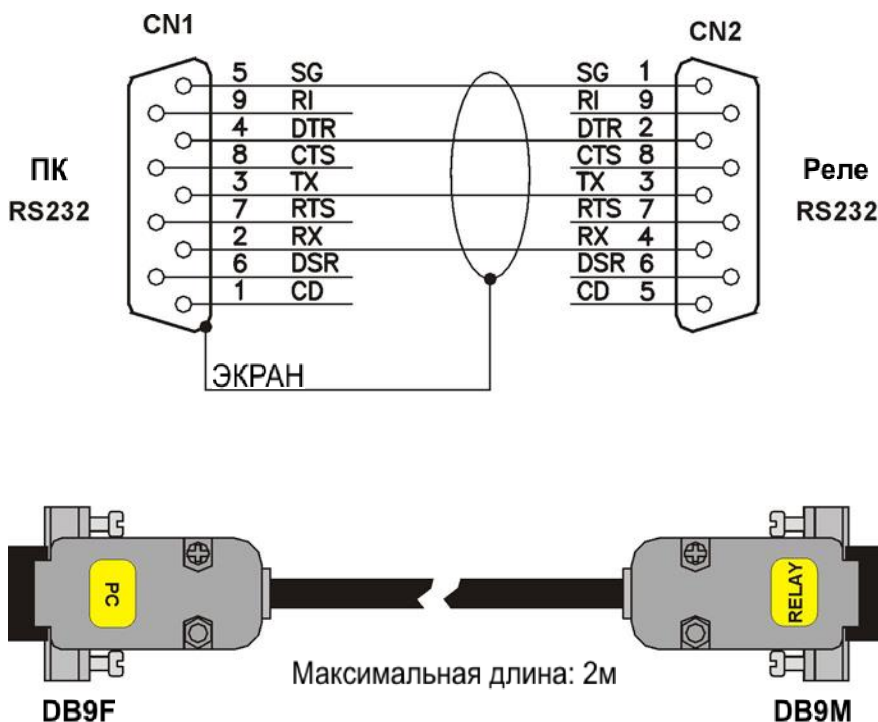 CN1
CN2
5 SG SG 1
9 RI RI 9
4 DTR DTR 2
8 CTS CTS 8
3 TX TX 3
7 RTS RTS 7
2 RX RX 4
6 DSR DSR 6
1 CD CD 5
ПК
RS232
Реле
RS232
ЭКРАН
PC
RELAY
Максимальная длина: 2м
DB9F
DB9M